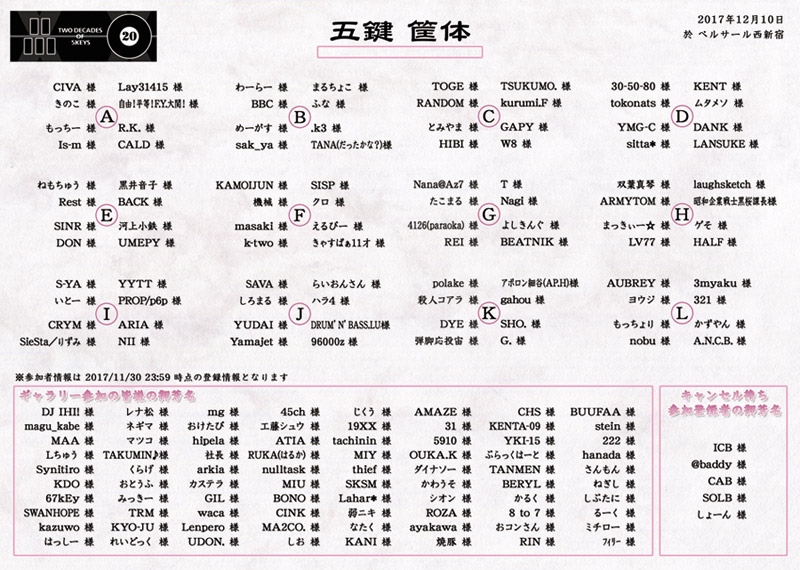 TWO DECADES
OF
5KEYS
20
五鍵 筐体
2017年12月10日
於 ベルサール西新宿
CIVA 様 Lay31415 様
きのこ 様 自由!平等!F.Y.大関! 様
A
もっちー 様 R.K. 様
Is-m 様 CALD 様
わーらー 様 まるちょこ 様
BBC 様 ふな 様
B
めーがす 様 .k3 様
sak_ya 様 TANA(だったかな?)様
TOGE 様 TSUKUMO. 様
RANDOM 様 kurumi.F 様
C
とみやま 様 GAPY 様
HIBI 様 W8 様
30-50-80 様 KENT 様
tokonats 様 ムタメソ 様
D
YMG-C 様 DANK 様
sitta* 様 LANSUKE 様
ねもちゅう 様 黒井音子 様
Rest 様 BACK 様
E
SINR 様 河上小鉄 様
DON 様 UMEPY 様
KAMOIJUN 様 SISP 様
機械 様 クロ 様
F
masaki 様 えるびー 様
k-two 様 きゃすばぁ11才 様
Nana@Az7 様 T 様
たこまる 様 Nagi 様
G
4126(paraoka) 様 よしきんぐ 様
REI 様 BEATNIK 様
双葉真琴 様 laughsketch 様
ARMYTOM 様 昭和企業戦士黒桜課長様
H
まっきぃー☆ 様 ゲそ 様
LV77 様 HALF 様
S-YA 様 YYTT 様
いとー 様 PROP/p6p 様
I
CRYM 様 ARIA 様
SieSta/りずみ 様 NII 様
SAVA 様 らいおんさん 様
しろまる 様 ハラ4 様
J
YUDAI 様 DRUM' N' BASS.LU様
Yamajet 様 96000z 様
polake 様 アポロン細谷(AP.H)様
殺人コアラ 様 gahou 様
K
DYE 様 SHO. 様
弾脚応投宙 様 G. 様
AUBREY 様 3myaku 様
ヨウジ 様 321 様
L
もっちょり 様 かずやん 様
nobu 様 A.N.C.B. 様
※参加者情報は 2017/11/30 23:59 時点の登録情報となります
ギャラリー参加の皆様の御芳名
DJ IHI! 様 レナ松 様 mg 様 45ch 様 じくう 様 AMAZE 様 CHS 様 BUUFAA 様
magu_kabe 様 ネギマ 様 おけたび 様 工藤シュウ 様 19XX 様 31 様 KENTA-09 様 stein 様
MAA 様 マツコ 様 hipela 様 ATIA 様 tachinin 様 5910 様 YKI-15 様 222 様
Lちゅう 様 TAKUMIN♪様 社長 様 RUKA(はるか) 様 MIY 様 OUKA.K 様 ぶらっくはーと 様 hanada 様
Synitiro 様 くらげ 様 arkia 様 nulltask 様 thief 様 ダイナソー 様 TANMEN 様 さんもん 様
KDO 様 おとうふ 様 カステラ 様 MIU 様 SKSM 様 かわうそ 様 BERYL 様 ねぎし 様
67kEy 様 みっきー 様 GIL 様 BONO 様 Lahar* 様 シオン 様 かるく 様 しぶたに 様
SWANHOPE 様 TRM 様 waca 様 CINK 様 弱ニキ 様 ROZA 様 8 to 7 様 るーく 様
kazuwo 様 KYO-JU 様 Lenpero 様 MA2CO. 様 なたく 様 ayakawa 様 おコンさん 様 ミチロー 様
はっしー 様 れいどっく 様 UDON. 様 しお 様 KANI 様 焼豚 様 RIN 様 フィリー 様
キャンセル待ち
参加登録者の御芳名
ICB 様
@baddy 様
CAB 様
SOLB 様
しょーん 様